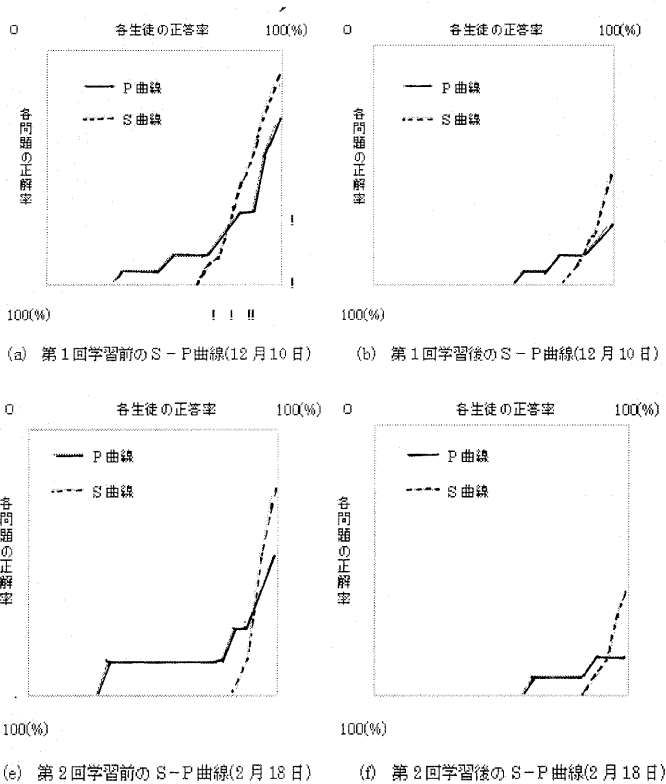 0 各生徒の正答率 100(%)
P曲線
S曲線
各問題の正解率
100(%)
(a) 第1回学習前のS-P曲線(12月10日)
0 各生徒の正答率 100(%)
P曲線
S曲線
各問題の正解率
100(%)
(b) 第1回学習後のS-P曲線(12月10日)
0 各生徒の正答率 100(%)
P曲線
S曲線
各問題の正解率
100(%)
(e) 第2回学習前のS-P曲線(2月18日)
0 各生徒の正答率 100(%)
P曲線
S曲線
各問題の正解率
100(%)
(f) 第2回学習後のS-P曲線(2月18日)